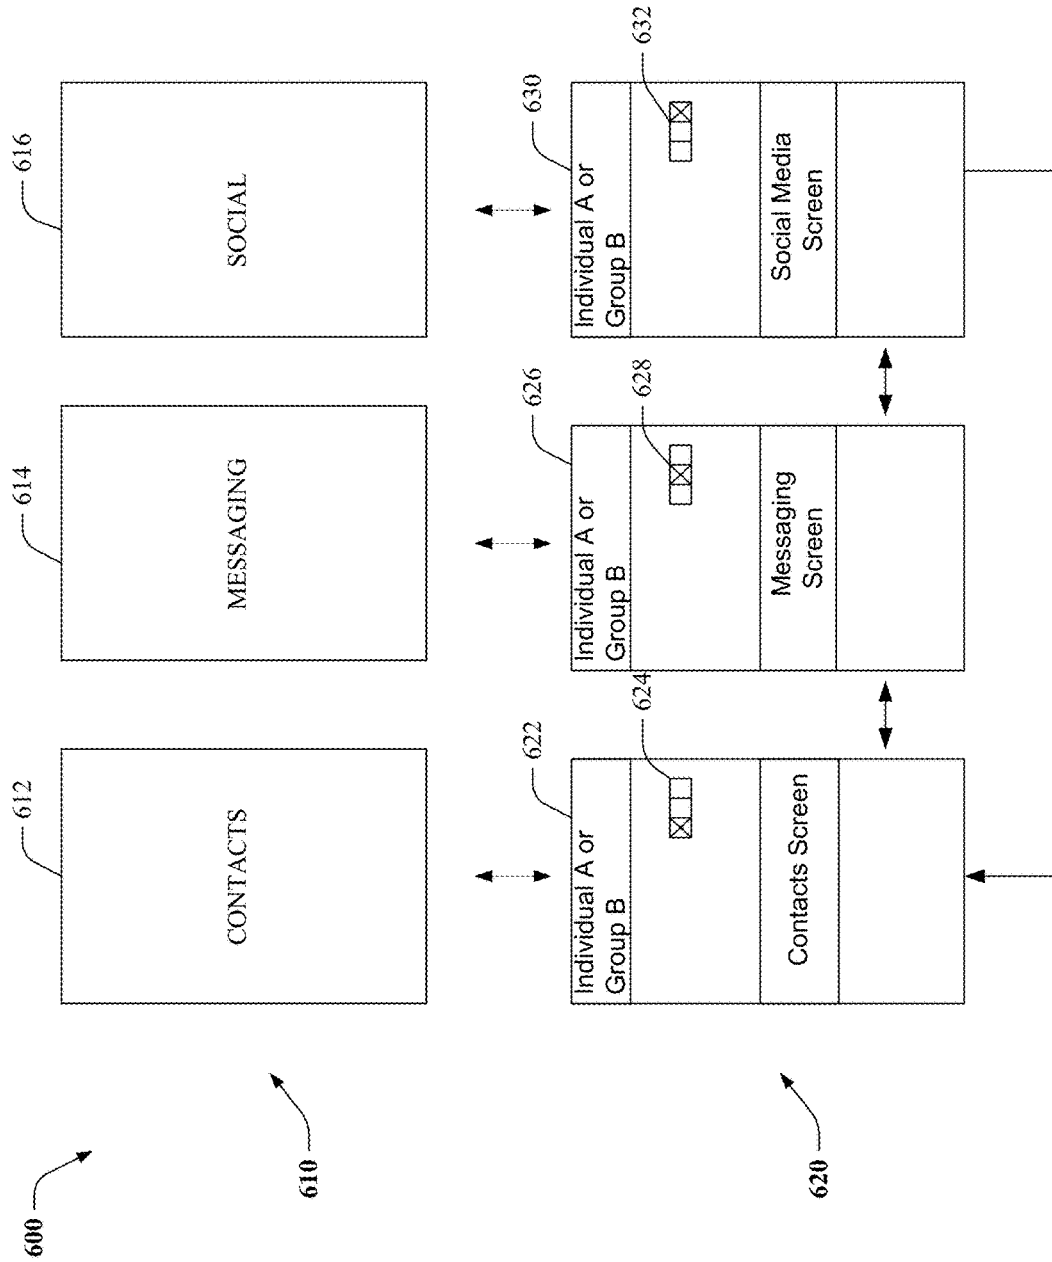 600
612
614
616
CONTACTS
MESSAGING
SOCIAL
610
622
626
630
Individual A or
Group B
Individual A or
Group B
Individual A or
Group B
624
628
632
Contacts Screen
Messaging
Screen
Social Media
Screen
620